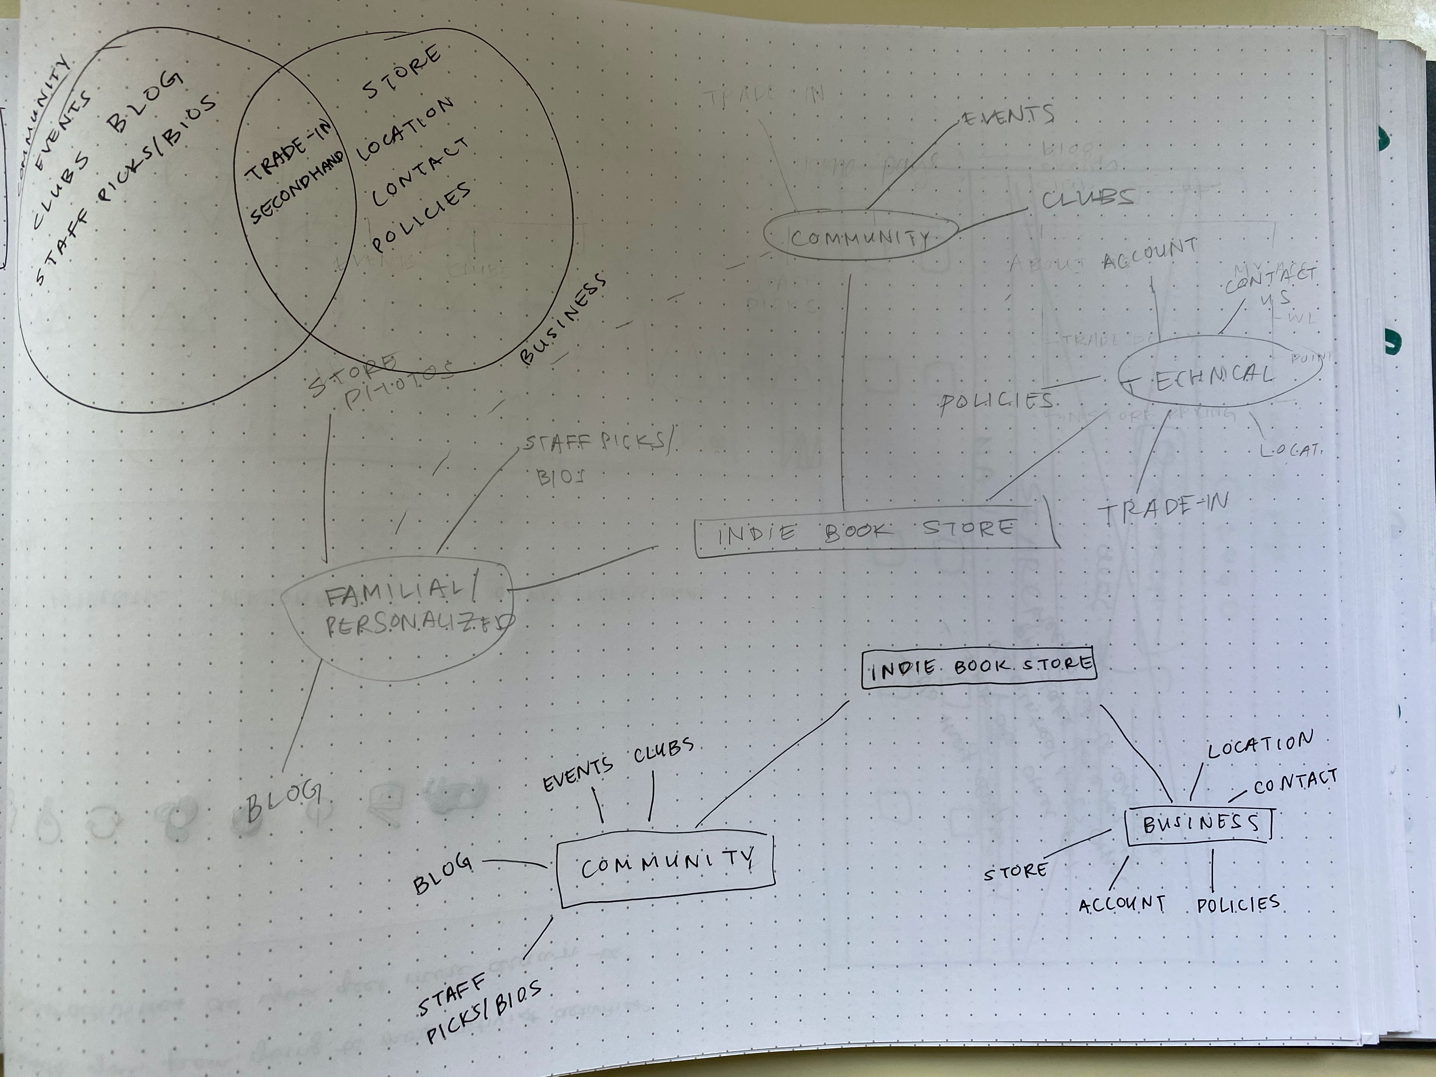 COMMUNITY
EVENTS
CLUBS BLOG
STAFF PICKS/BIOS
TRADE-IN
SECONDHAND
STORE
LOCATION
CONTACT
POLICIES
BUSINESS
TRADE-IN
EVENTS
CLUBS
COMMUNITY
ACCOUNT
CONTACT
US
TECHNICAL
POLICIES
LOCAT.
TRADE-IN
STORE
PHOTOS
STAFF PICKS/
BIOS
INDIE BOOK STORE
FAMILIAL/
PERSONALIZED
BLOG
INDIE BOOK STORE
EVENTS CLUBS
BLOG
COMMUNITY
STAFF
PICKS/BIOS
LOCATION
CONTACT
BUSINESS
STORE
ACCOUNT
POLICIES